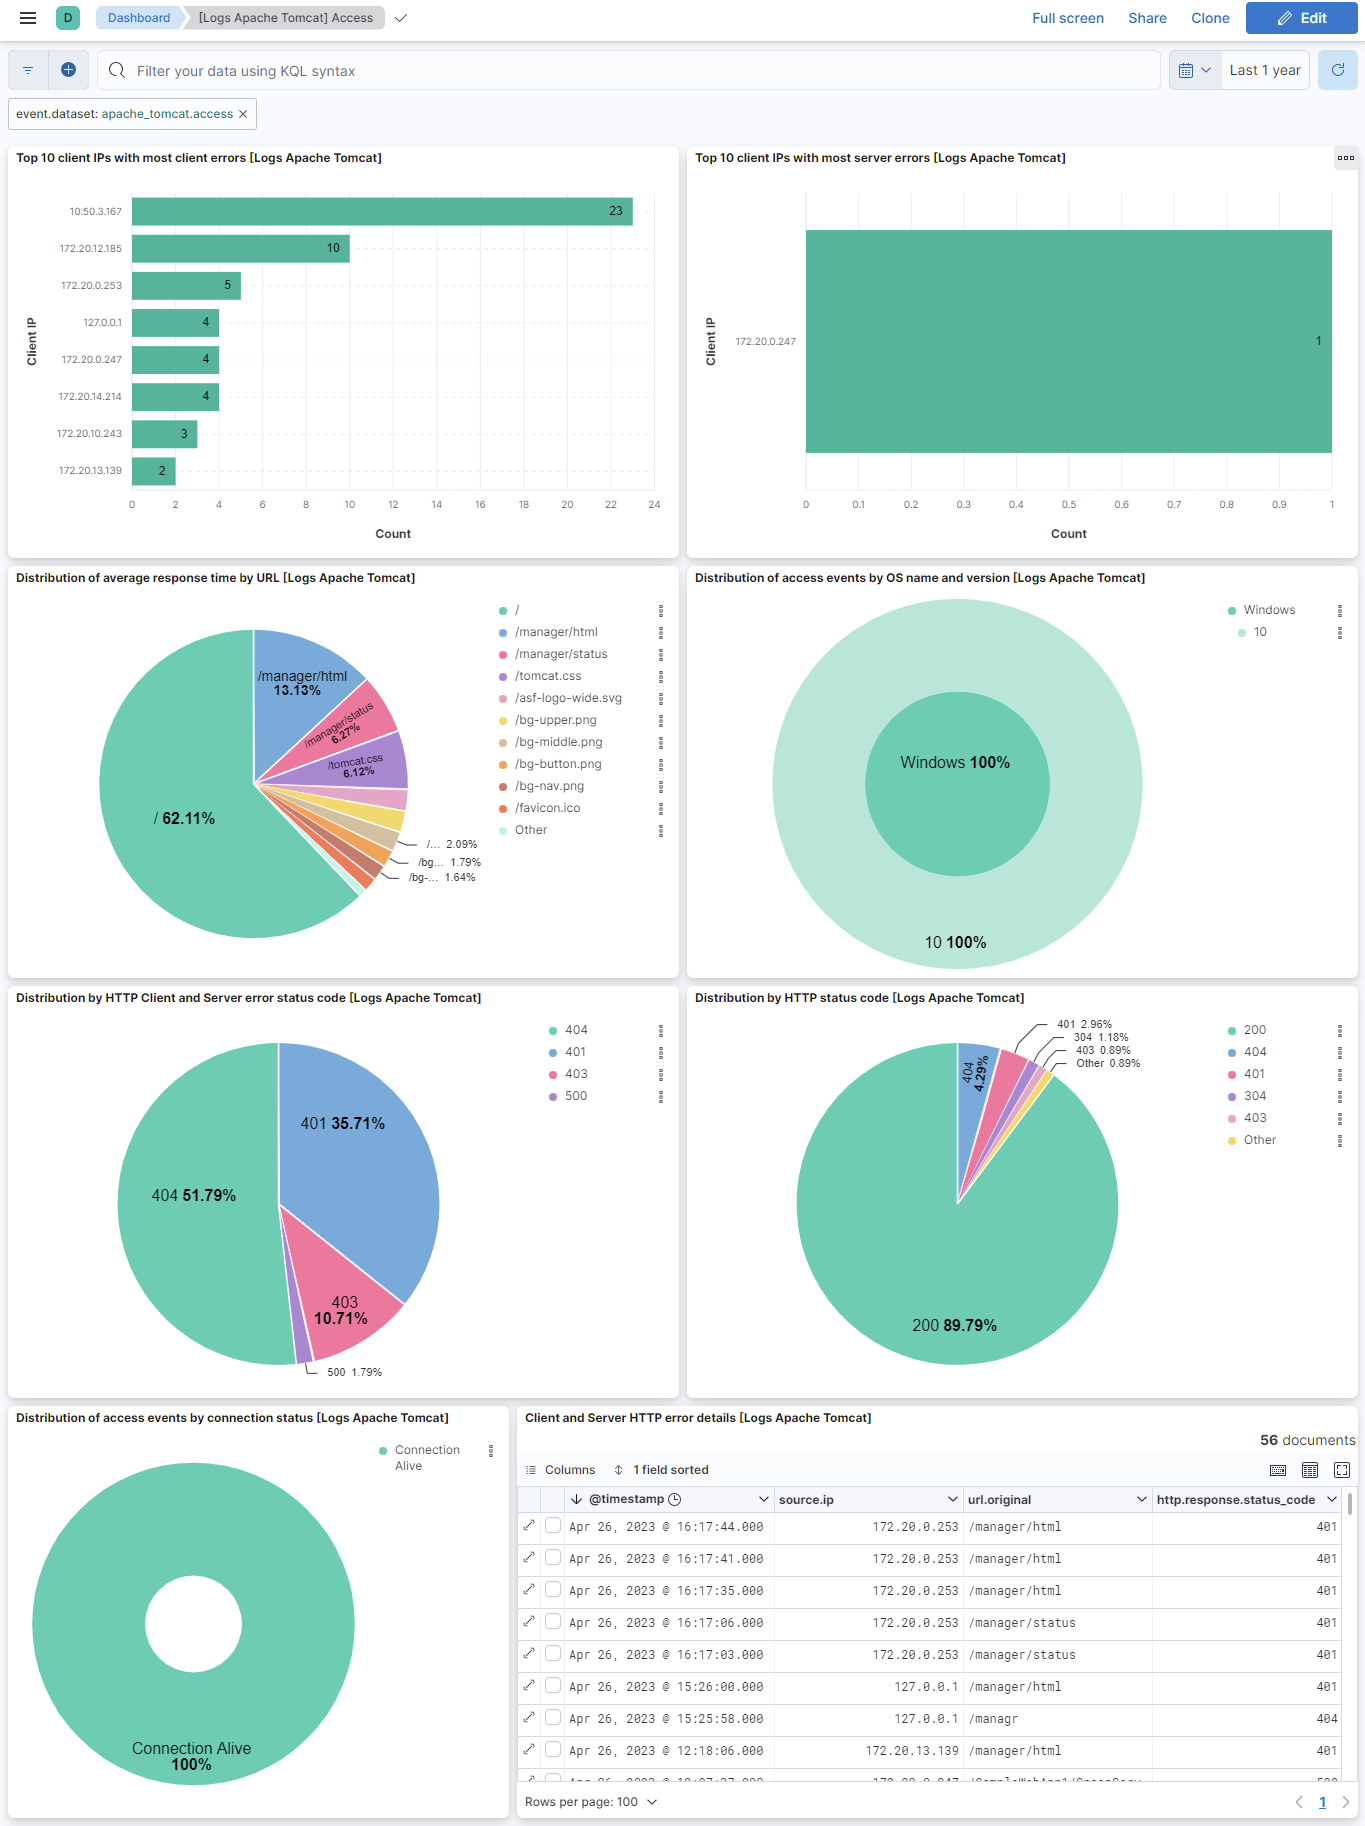 D Dashboard [Logs Apache Tomcat] Access Full screen Share Clone Edit
Filter your data using KQL syntax Last 1 year
event.dataset: apache_tomcat.access
Top 10 client IPs with most client errors [Logs Apache Tomcat]
Client IP
10.50.3.167 23
172.20.12.185 10
172.20.0.253 5
127.0.0.1 4
172.20.0.247 4
172.20.14.214 4
172.20.10.243 3
172.20.13.139 2
0 2 4 6 8 10 12 14 16 18 20 22 24
Count
Top 10 client IPs with most server errors [Logs Apache Tomcat]
Client IP
172.20.0.247 1
0 0.1 0.2 0.3 0.4 0.5 0.6 0.7 0.8 0.9 1
Count
Distribution of average response time by URL [Logs Apache Tomcat]
/manager/html
13.13%
/manager/status
6.27%
/tomcat.css
6.12%
/ 62.11%
/... 2.09%
/bg... 1.79%
/bg-... 1.64%
/
/manager/html
/manager/status
/tomcat.css
/asf-logo-wide.svg
/bg-upper.png
/bg-middle.png
/bg-button.png
/bg-nav.png
/favicon.ico
Other
Distribution of access events by OS name and version [Logs Apache Tomcat]
Windows 100%
10 100%
Windows
10
Distribution by HTTP Client and Server error status code [Logs Apache Tomcat]
401 35.71%
404 51.79%
403
10.71%
500 1.79%
404
401
403
500
Distribution by HTTP status code [Logs Apache Tomcat]
401 2.96%
304 1.18%
403 0.89%
Other 0.89%
404
4.29%
200 89.79%
200
404
401
304
403
Other
Distribution of access events by connection status [Logs Apache Tomcat]
Connection
Alive
Connection Alive
100%
Client and Server HTTP error details [Logs Apache Tomcat]
56 documents
Columns 1 field sorted
@timestamp source.ip url.original http.response.status_code
Apr 26, 2023 @ 16:17:44.000 172.20.0.253 /manager/html 401
Apr 26, 2023 @ 16:17:41.000 172.20.0.253 /manager/html 401
Apr 26, 2023 @ 16:17:35.000 172.20.0.253 /manager/html 401
Apr 26, 2023 @ 16:17:06.000 172.20.0.253 /manager/status 401
Apr 26, 2023 @ 16:17:03.000 172.20.0.253 /manager/status 401
Apr 26, 2023 @ 15:26:00.000 127.0.0.1 /manager/html 401
Apr 26, 2023 @ 15:25:58.000 127.0.0.1 /managr 404
Apr 26, 2023 @ 12:18:06.000 172.20.13.139 /manager/html 401
Rows per page: 100 1